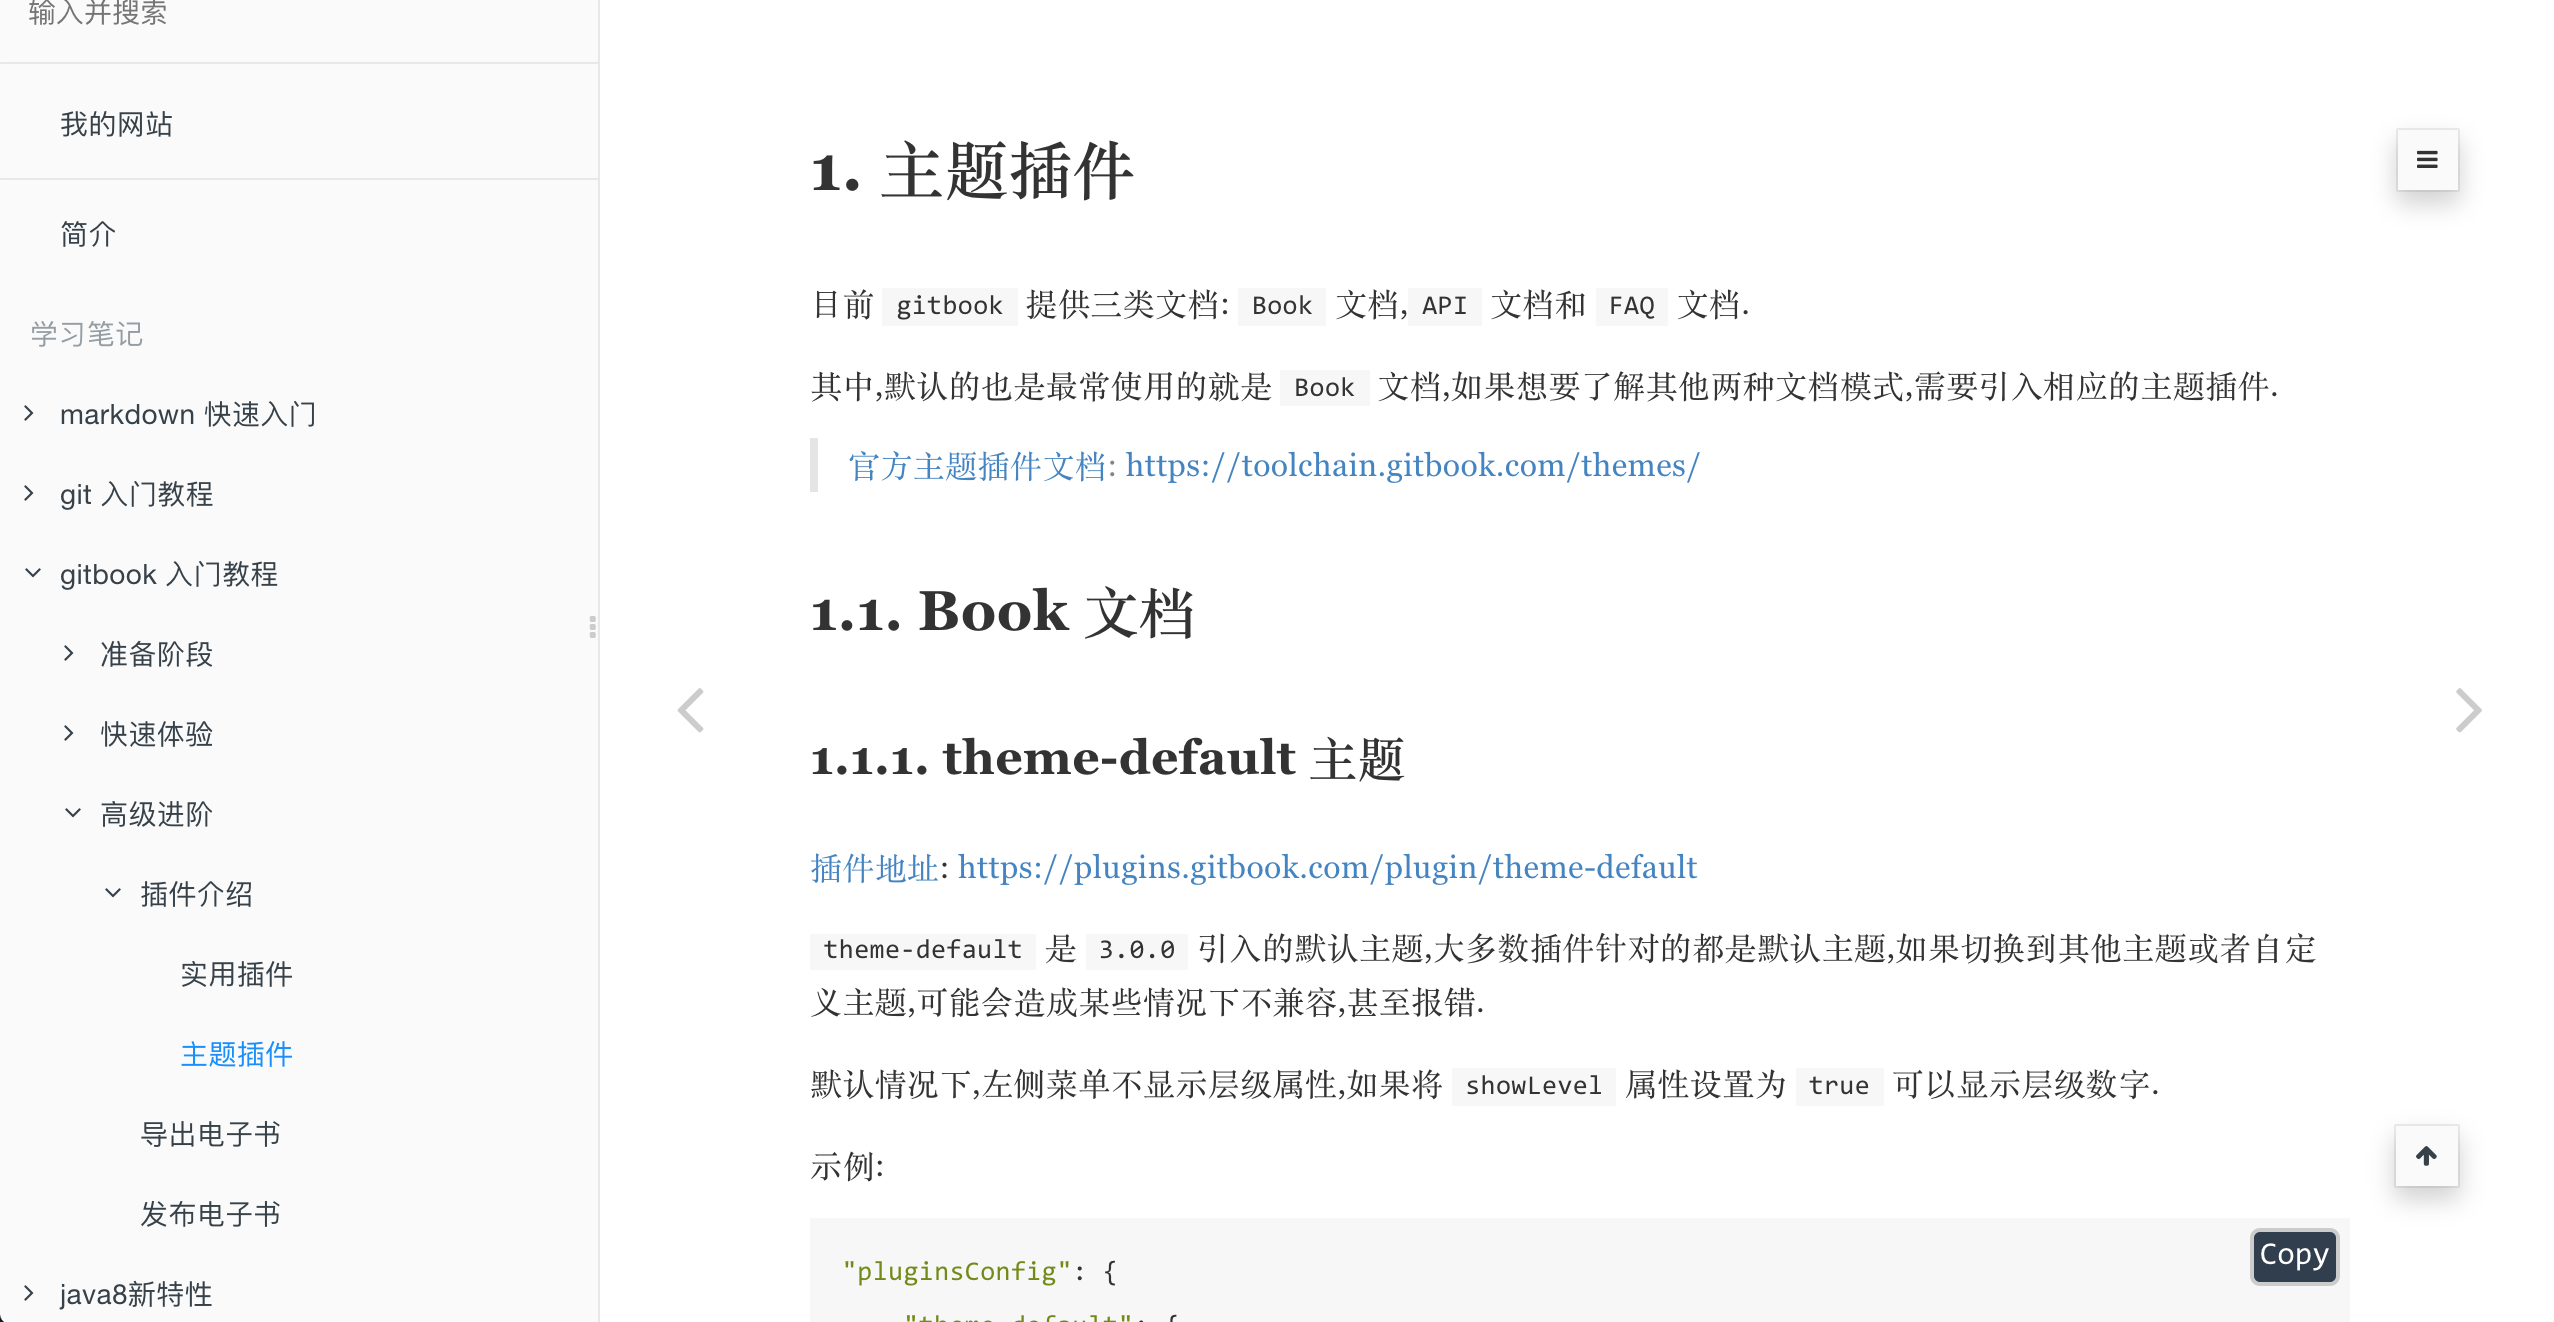 输入并搜索
我的网站
简介
学习笔记
markdown 快速入门
git 入门教程
gitbook 入门教程
准备阶段
快速体验
高级进阶
插件介绍
实用插件
主题插件
导出电子书
发布电子书
java8新特性
1. 主题插件
目前 gitbook 提供三类文档: Book 文档,API 文档和 FAQ 文档.
其中,默认的也是最常使用的就是 Book 文档,如果想要了解其他两种文档模式,需要引入相应的主题插件.
官方主题插件文档: https://toolchain.gitbook.com/themes/
1.1. Book 文档
1.1.1. theme-default 主题
插件地址: https://plugins.gitbook.com/plugin/theme-default
theme-default 是 3.0.0 引入的默认主题,大多数插件针对的都是默认主题,如果切换到其他主题或者自定
义主题,可能会造成某些情况下不兼容,甚至报错.
默认情况下,左侧菜单不显示层级属性,如果将 showLevel 属性设置为 true 可以显示层级数字.
示例:
Copy
"pluginsConfig": {
"theme-default": {